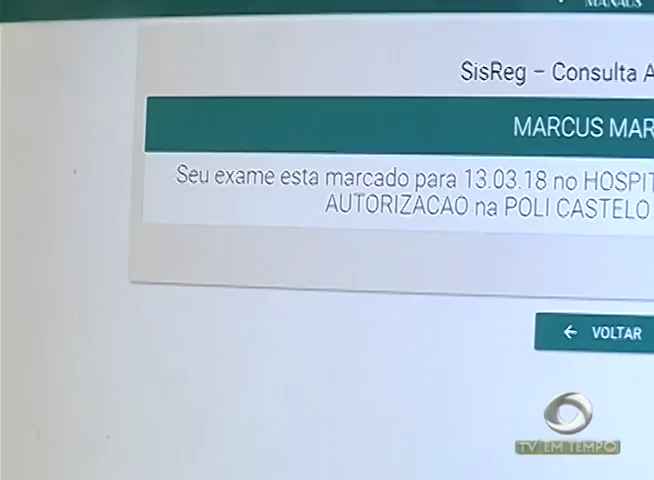 MANAUS
SisReg – Consulta A
MARCUS MAR
Seu exame esta marcado para 13.03.18 no HOSPIT
AUTORIZACAO na POLI CASTELO
← VOLTAR
TV EM TEMPO